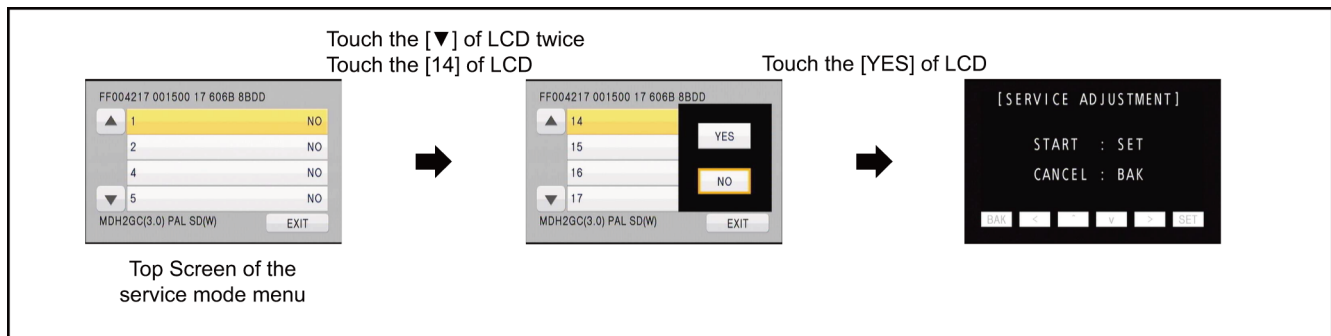 Touch the [▼] of LCD twice
Touch the [14] of LCD
Touch the [YES] of LCD
FF004217 001500 17 606B 8BDD
▲ 1 NO
2 NO
4 NO
▼ 5 NO
MDH2GC(3.0) PAL SD(W) EXIT
Top Screen of the
service mode menu
FF004217 001500 17 606B 8BDD
▲ 14
15
16
▼ 17
YES
NO
MDH2GC(3.0) PAL SD(W) EXIT
[SERVICE ADJUSTMENT]
START : SET
CANCEL : BAK
BAK < ^ v > SET